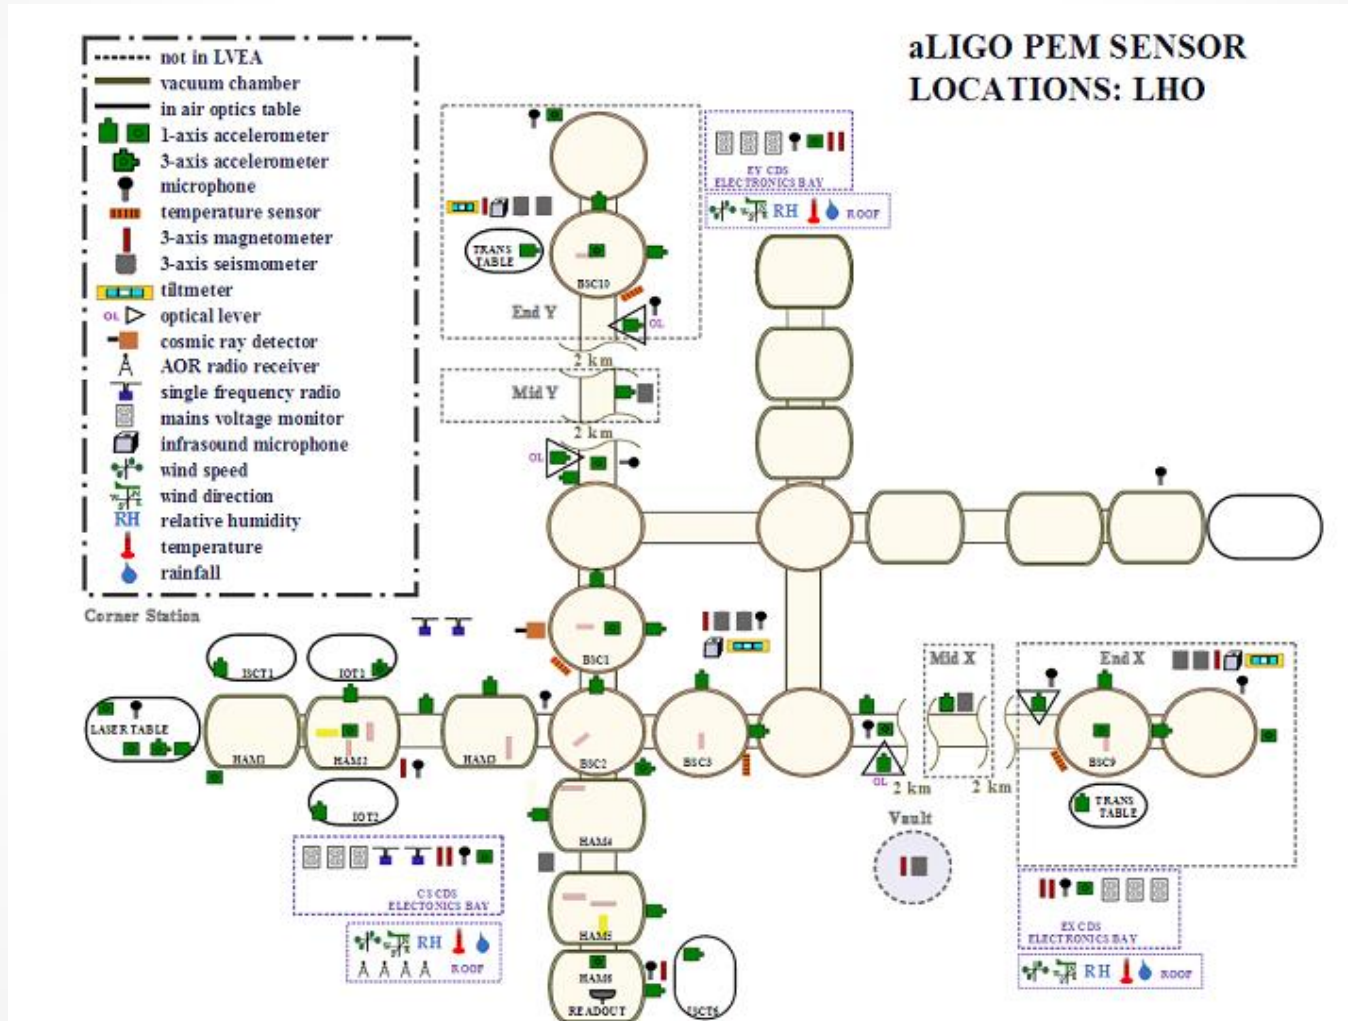 aLIGO PEM SENSOR
LOCATIONS: LHO
not in LVEA
vacuum chamber
in air optics table
1-axis accelerometer
3-axis accelerometer
microphone
temperature sensor
3-axis magnetometer
3-axis seismometer
tiltmeter
OL optical lever
cosmic ray detector
AOR radio receiver
single frequency radio
mains voltage monitor
infrasound microphone
wind speed
wind direction
RH relative humidity
temperature
rainfall
Corner Station
EY CDS
ELECTRONICS BAY
RH ROOF
TRANS
TABLE
BSC10
End Y
OL
2 km
Mid Y
2 km
OL
BSC1
ISCT1
IOT1
LASER TABLE
HAM1
HAM2
HAM3
BSC2
BSC3
IOT2
OL
2 km
Mid X
2 km
End X
BSC9
TRANS
TABLE
Vault
HAM4
HAM5
HAM6
READOUT
ISCT6
CS CDS
ELECTONICS BAY
RH
ROOF
EX CDS
ELECTRONICS BAY
RH ROOF